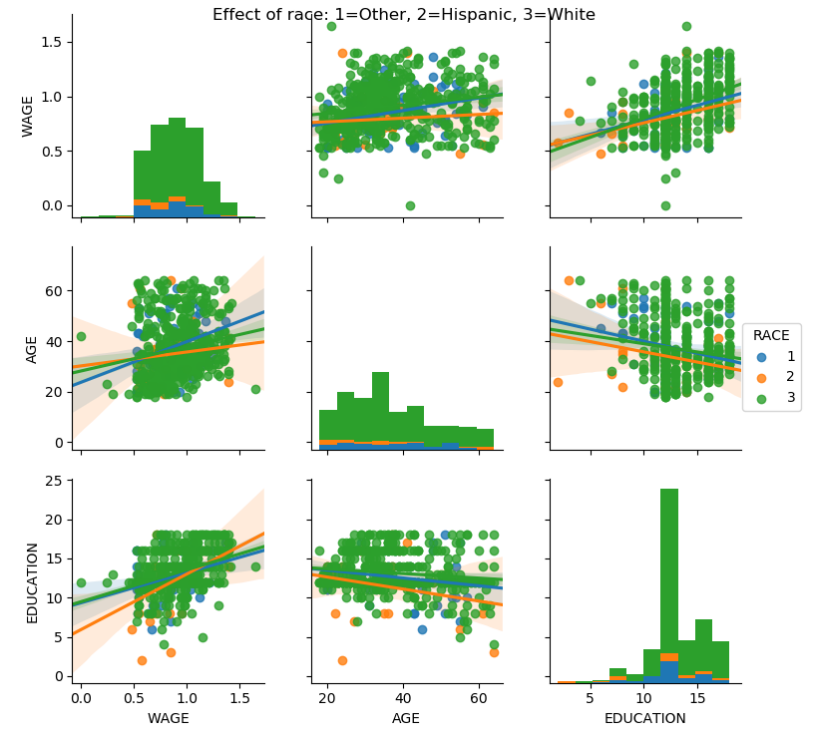 Effect of race: 1=Other, 2=Hispanic, 3=White
1.5
1.0
0.5
0.0
WAGE
60
40
20
0
AGE
RACE
1
2
3
25
20
15
10
5
0
EDUCATION
0.0 0.5 1.0 1.5
20 40 60
5 10 15
WAGE
AGE
EDUCATION